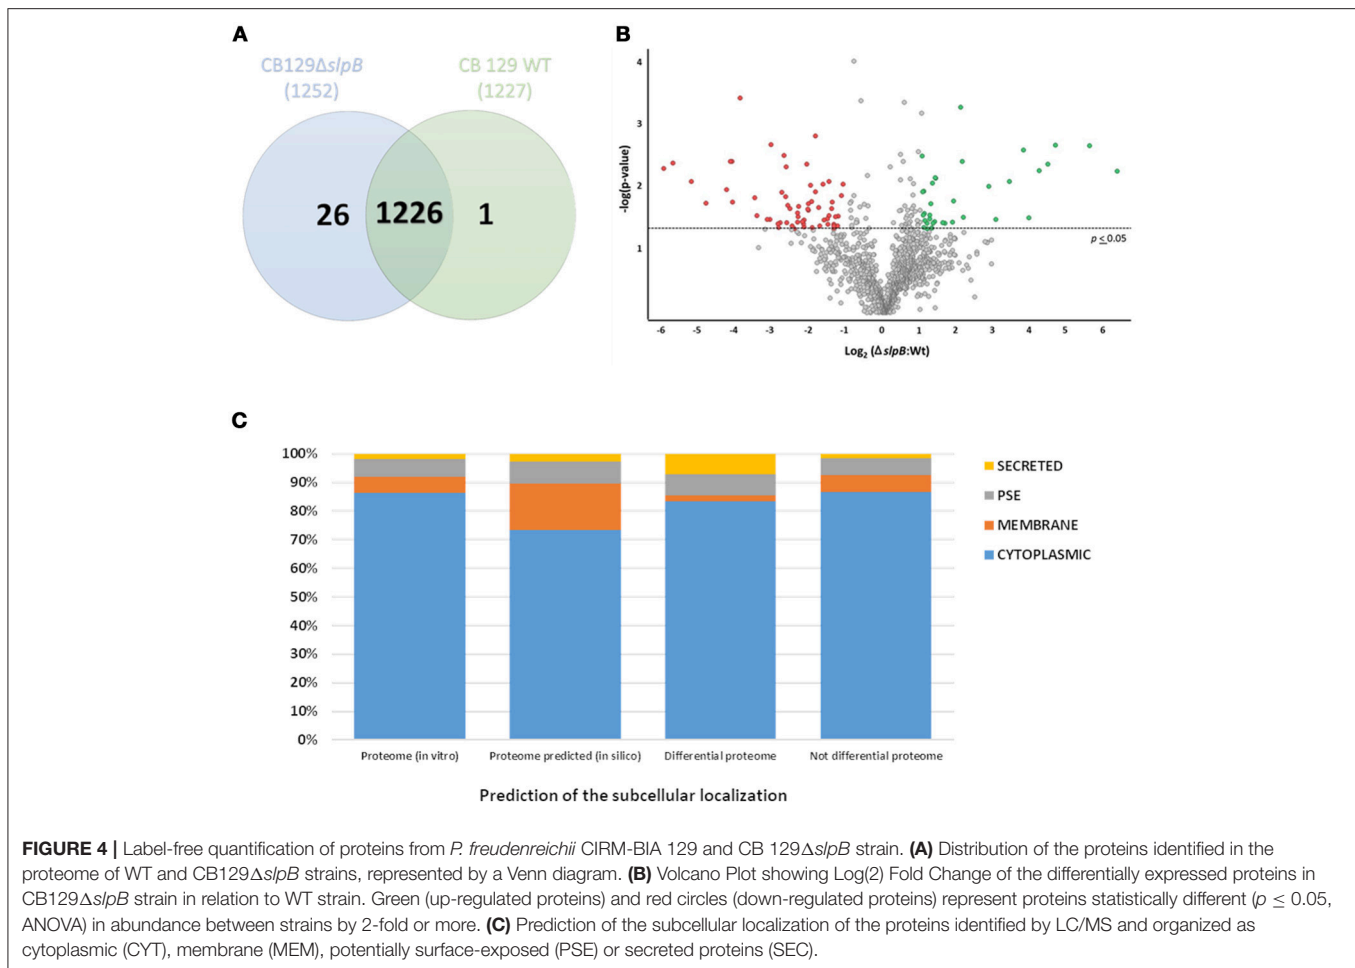 A
CB129ΔslpB
(1252)
CB 129 WT
(1227)
26
1226
1
B
4
3
2
1
-log(p-value)
p ≤0.05
-6 -5 -4 -3 -2 -1 0 1 2 3 4 5 6
Log2 (ΔslpB:Wt)
C
100%
90%
80%
70%
60%
50%
40%
30%
20%
10%
0%
SECRETED
PSE
MEMBRANE
CYTOPLASMIC
Proteome (in vitro) Proteome predicted (in silico) Differential proteome Not differential proteome
Prediction of the subcellular localization
FIGURE 4 | Label-free quantification of proteins from P. freudenreichii CIRM-BIA 129 and CB 129ΔslpB strain. (A) Distribution of the proteins identified in the
proteome of WT and CB129ΔslpB strains, represented by a Venn diagram. (B) Volcano Plot showing Log(2) Fold Change of the differentially expressed proteins in
CB129ΔslpB strain in relation to WT strain. Green (up-regulated proteins) and red circles (down-regulated proteins) represent proteins statistically different (p ≤ 0.05,
ANOVA) in abundance between strains by 2-fold or more. (C) Prediction of the subcellular localization of the proteins identified by LC/MS and organized as
cytoplasmic (CYT), membrane (MEM), potentially surface-exposed (PSE) or secreted proteins (SEC).